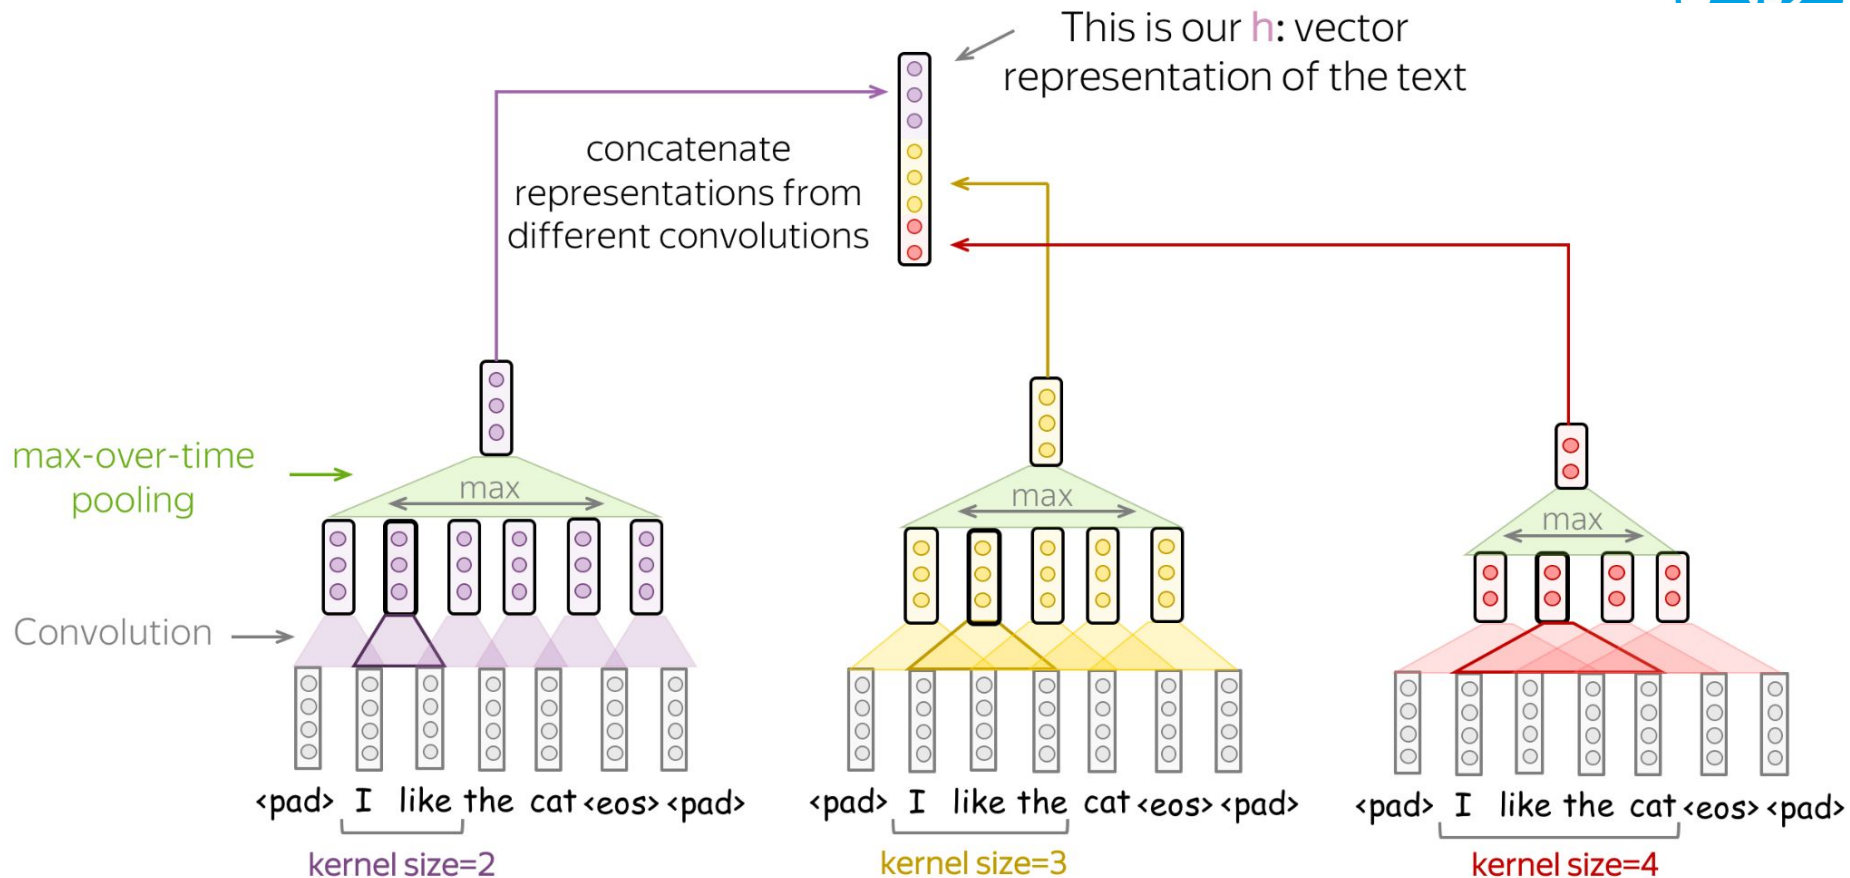 This is our h: vector
representation of the text
concatenate
representations from
different convolutions
max-over-time
pooling
max
max
max
Convolution
<pad> I like the cat <eos> <pad>
<pad> I like the cat <eos> <pad>
<pad> I like the cat <eos> <pad>
kernel size=2
kernel size=3
kernel size=4